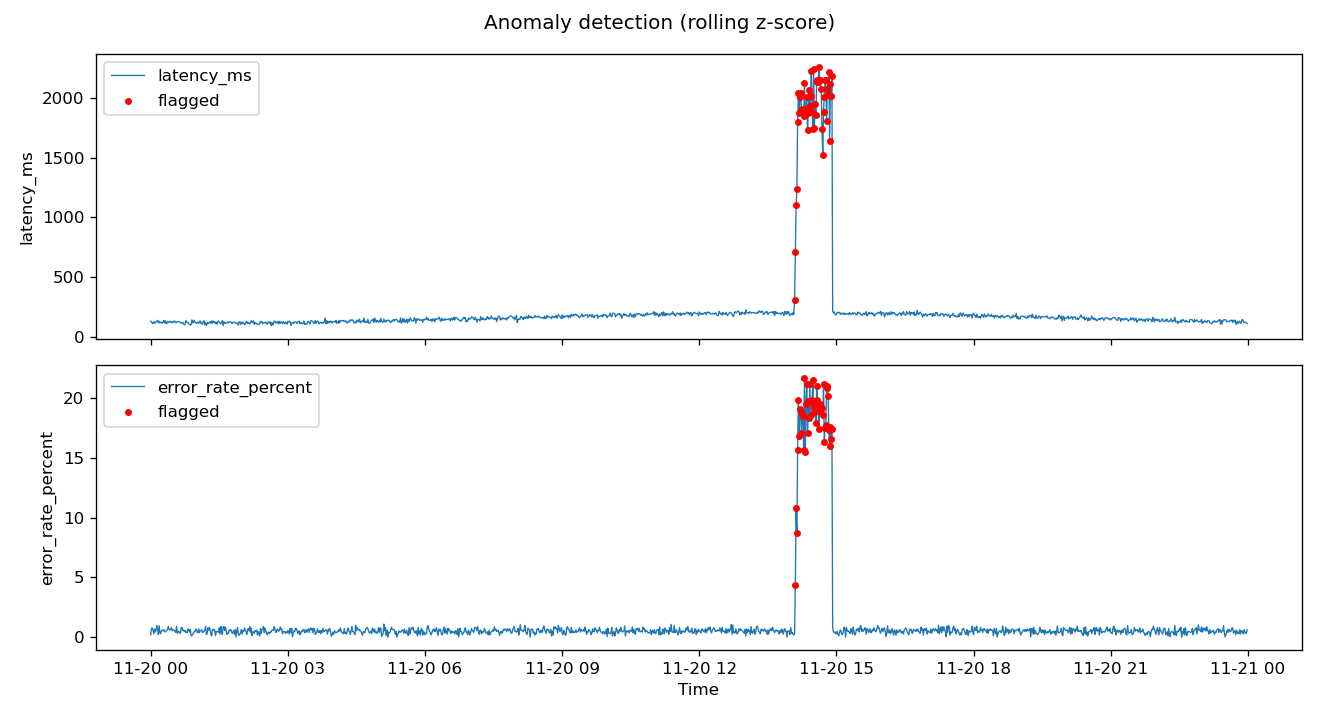 Anomaly detection (rolling z-score)
latency_ms
flagged
2000
1500
1000
500
0
latency_ms
error_rate_percent
flagged
20
15
10
5
0
error_rate_percent
11-20 00 11-20 03 11-20 06 11-20 09 11-20 12 11-20 15 11-20 18 11-20 21 11-21 00
Time